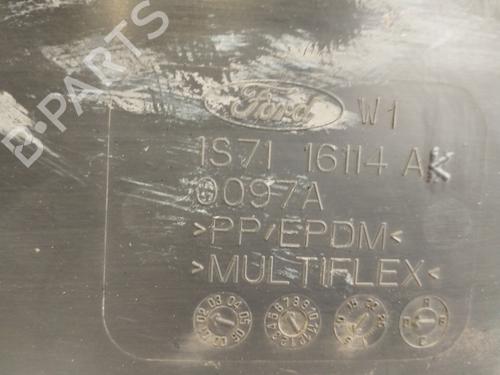 B-PARTS
Ford W1
1S71 16114 AK
0097A
>PP/EPDM<
>MULTIFLEX<